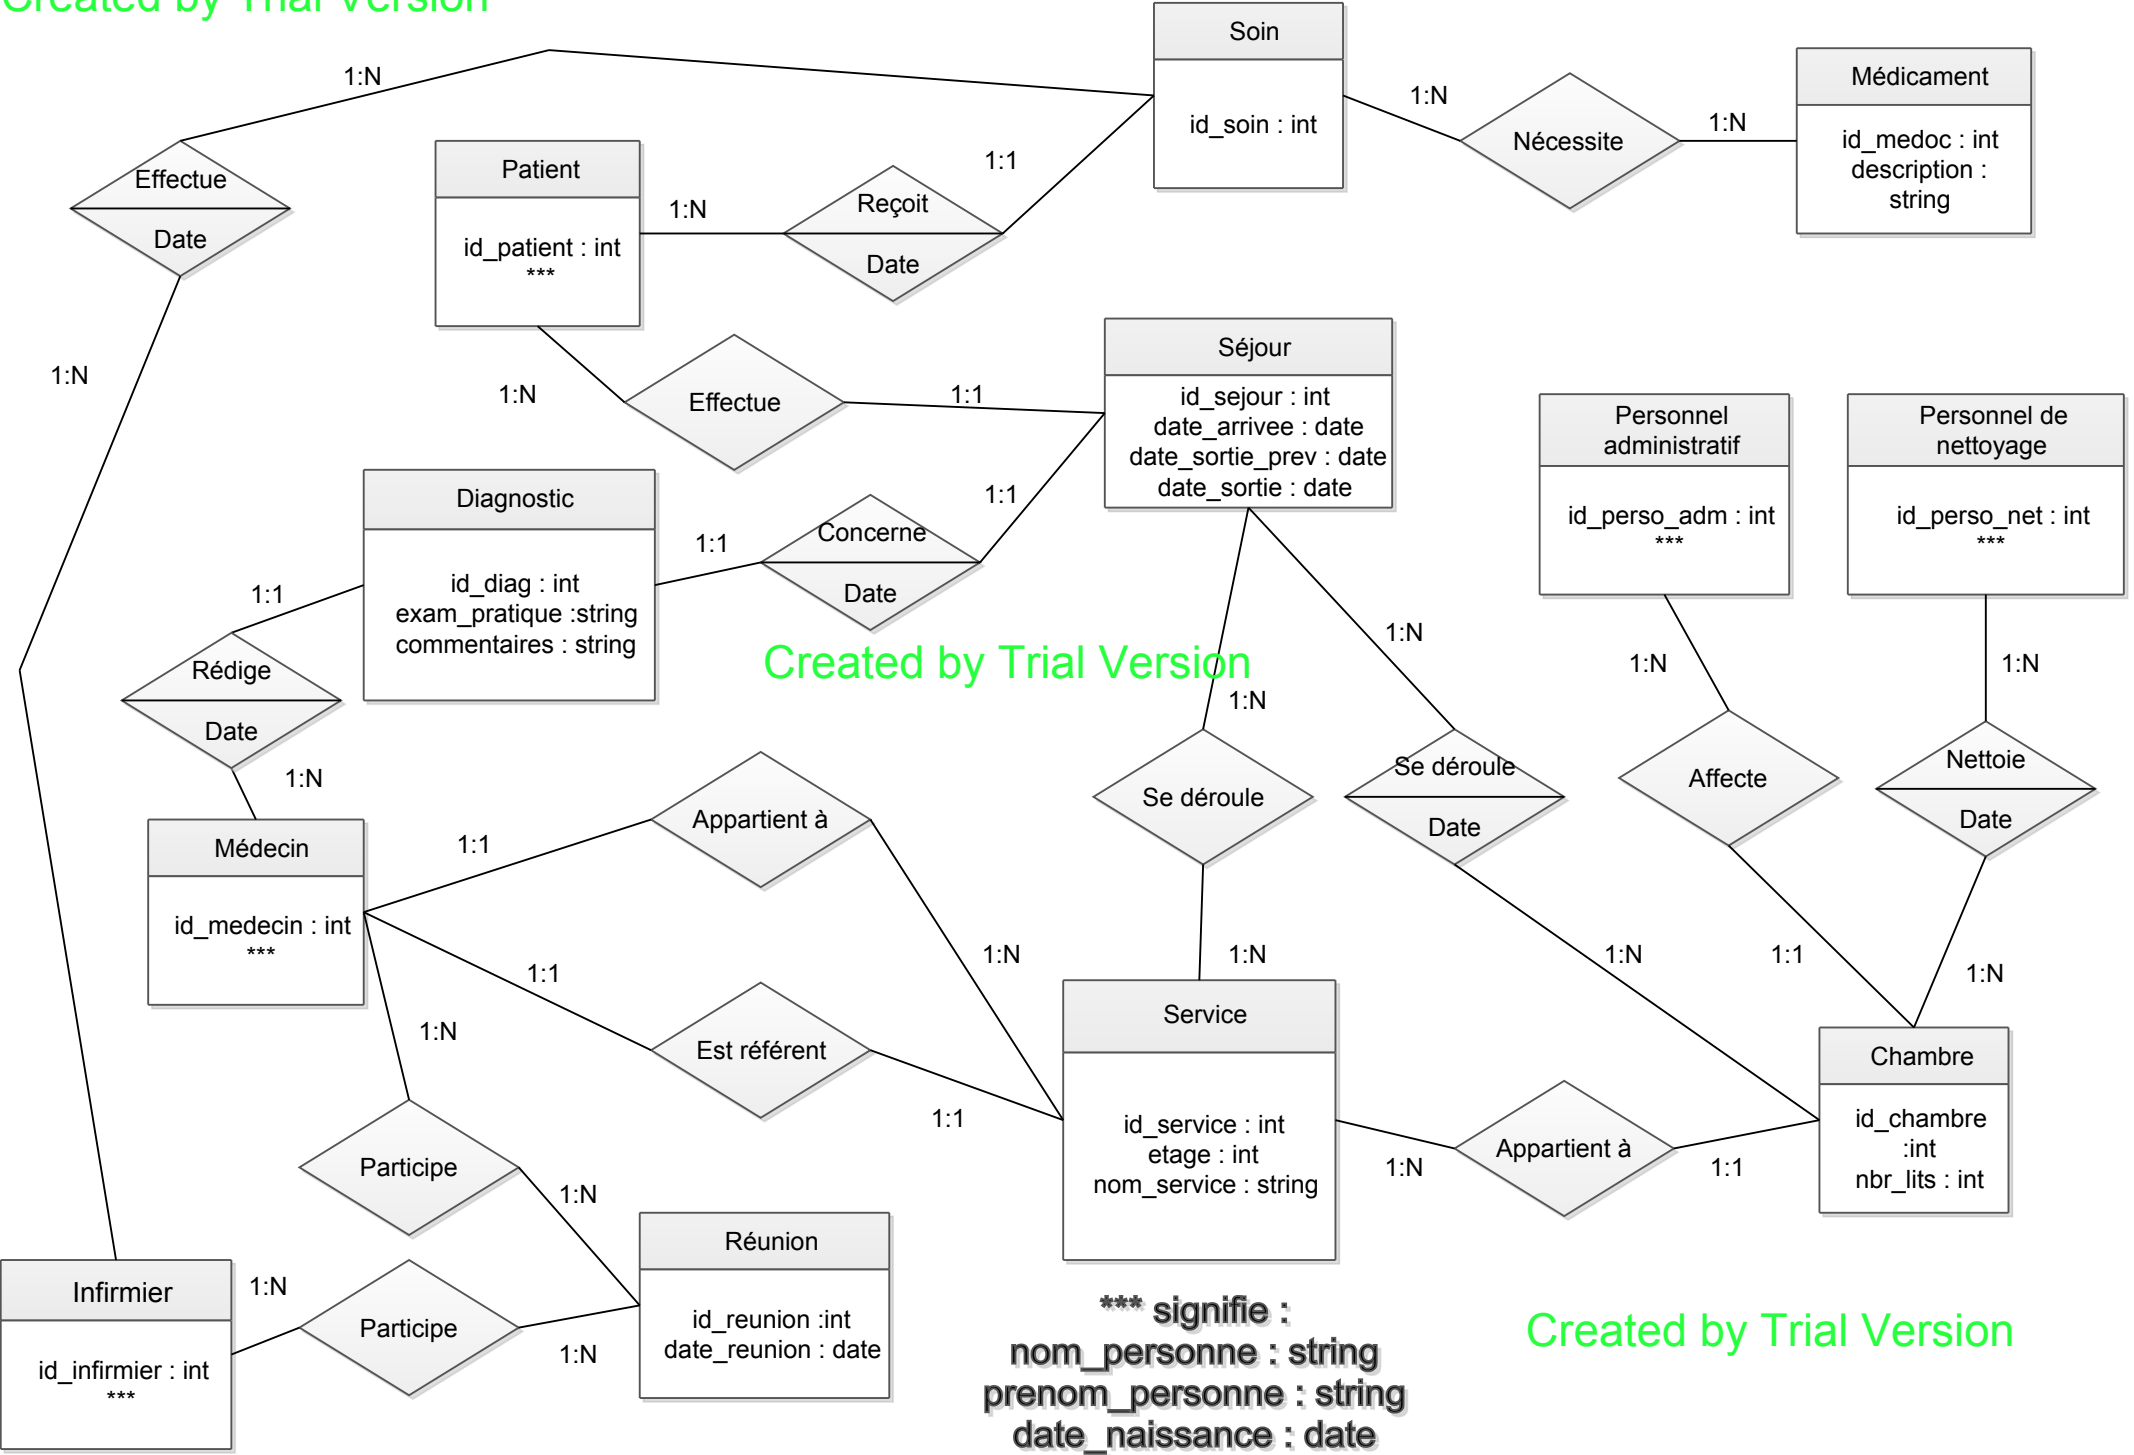 Created by Trial Version
Soin
id_soin : int
1:N
1:N
Nécessite
1:N
Médicament
id_medoc : int
description :
string
Effectue
Date
1:N
Patient
id_patient : int
***
1:N
Reçoit
Date
1:1
1:N
Effectue
1:1
Séjour
id_sejour : int
date_arrivee : date
date_sortie_prev : date
date_sortie : date
Personnel
administratif
id_perso_adm : int
***
Personnel de
nettoyage
id_perso_net : int
***
Diagnostic
id_diag : int
exam_pratique :string
commentaires : string
1:1
Concerne
Date
1:1
1:1
Rédige
Date
1:N
Created by Trial Version
1:N
1:N
1:N
1:N
Se déroule
Se déroule
Date
Affecte
Nettoie
Date
Médecin
id_medecin : int
***
1:1
Appartient à
1:N
1:N
1:N
1:1
1:N
1:1
Est référent
1:1
1:N
Participe
1:N
Service
id_service : int
etage : int
nom_service : string
1:N
Appartient à
1:1
Chambre
id_chambre
:int
nbr_lits : int
Infirmier
id_infirmier : int
***
1:N
Participe
1:N
Réunion
id_reunion :int
date_reunion : date
*** signifie :
nom_personne : string
prenom_personne : string
date_naissance : date
Created by Trial Version